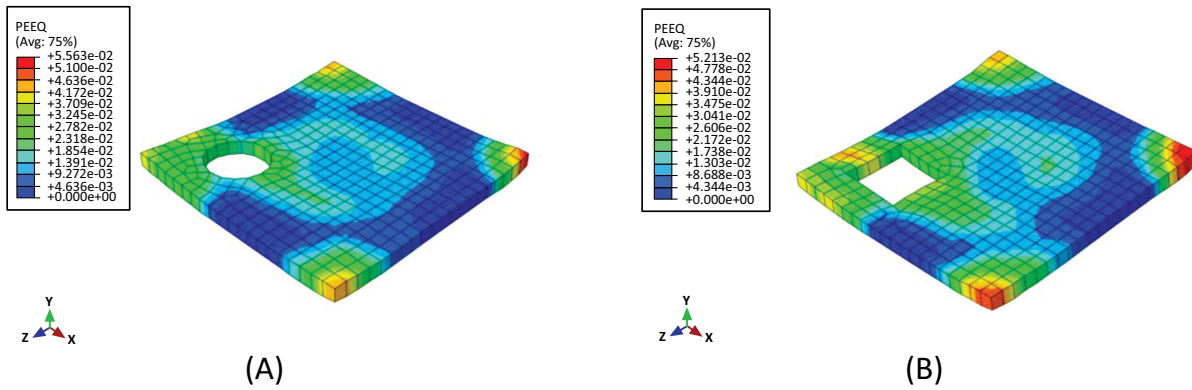 PEEQ
(Avg: 75%)
+5.563e-02
+5.100e-02
+4.636e-02
+4.172e-02
+3.709e-02
+3.245e-02
+2.782e-02
+2.318e-02
+1.854e-02
+1.391e-02
+9.272e-03
+4.636e-03
+0.000e+00
Y
Z
X
(A)
PEEQ
(Avg: 75%)
+5.213e-02
+4.778e-02
+4.344e-02
+3.910e-02
+3.475e-02
+3.041e-02
+2.606e-02
+2.172e-02
+1.738e-02
+1.303e-02
+8.688e-03
+4.344e-03
+0.000e+00
Y
Z
X
(B)